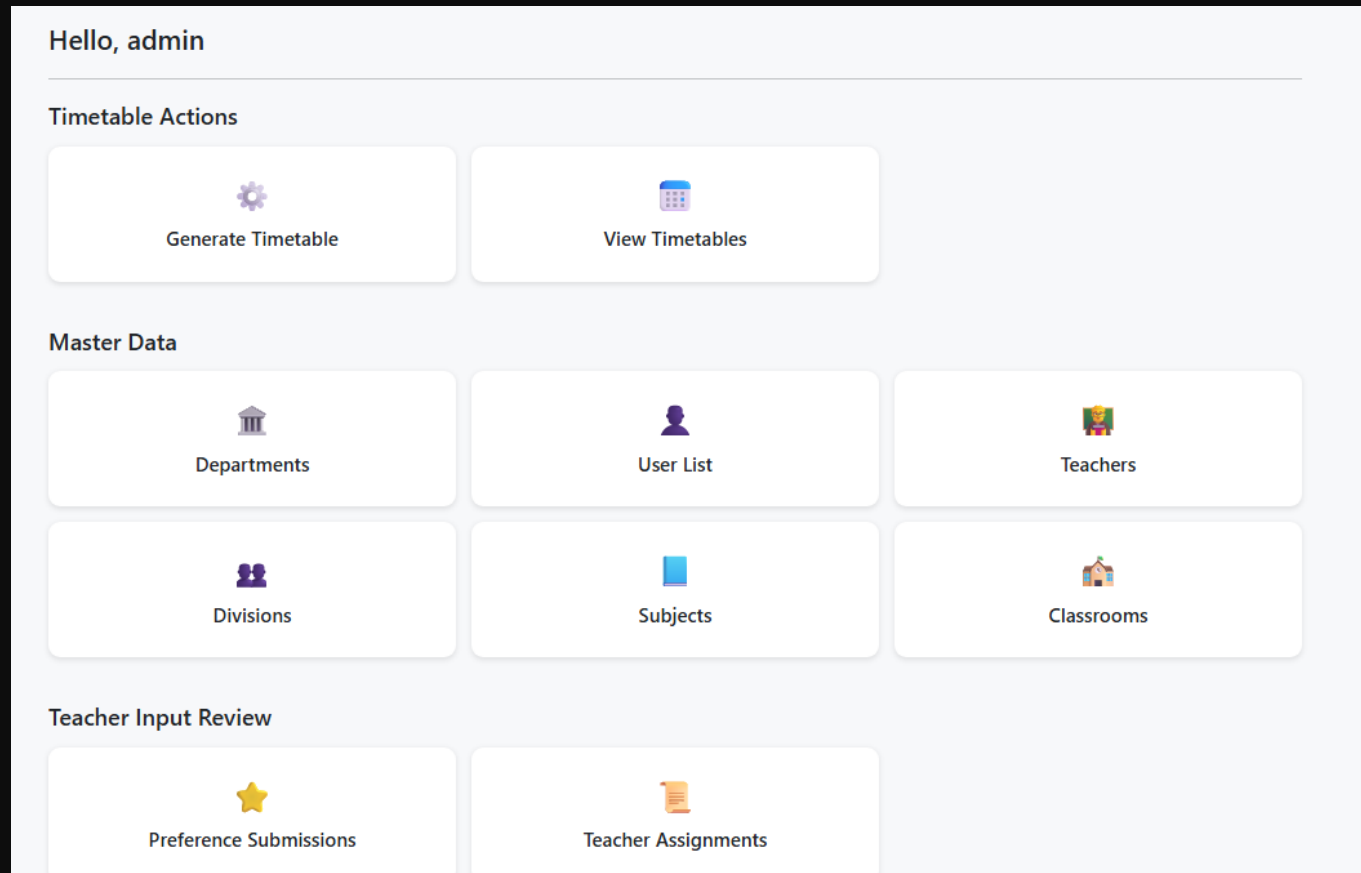 Hello, admin
Timetable Actions
Generate Timetable
View Timetables
Master Data
Departments
User List
Teachers
Divisions
Subjects
Classrooms
Teacher Input Review
Preference Submissions
Teacher Assignments